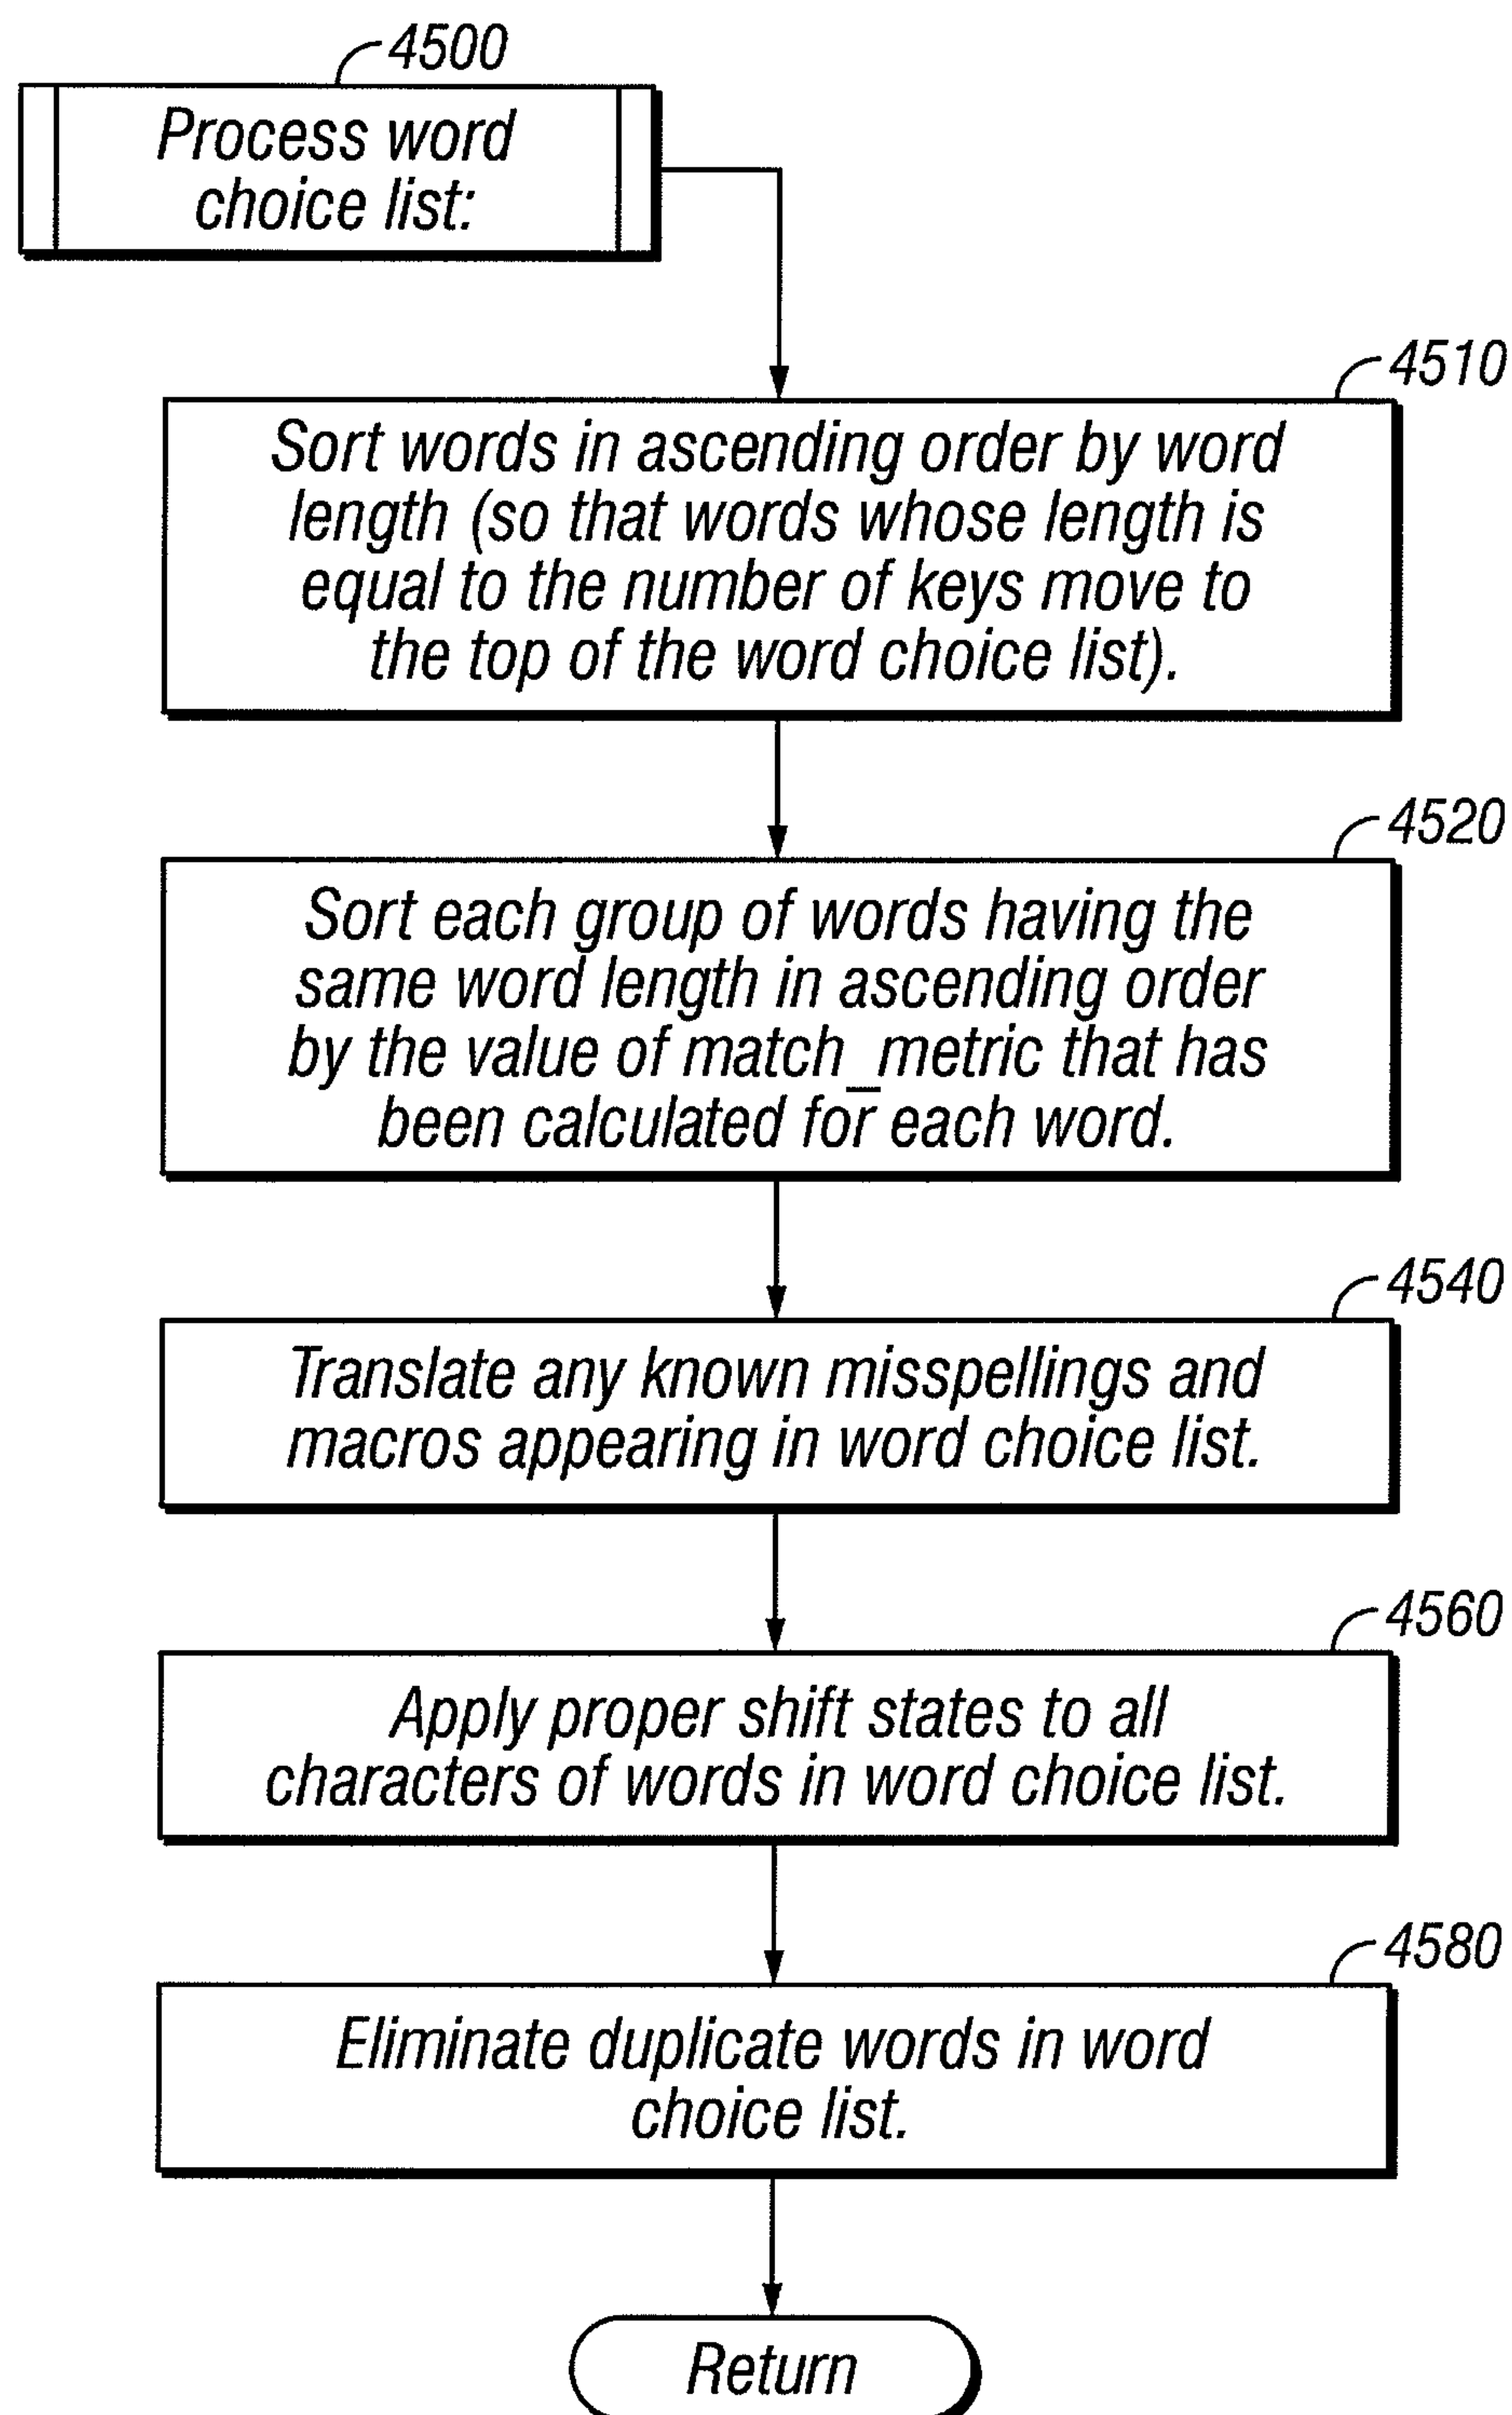 4500
Process word
choice list:
4510
Sort words in ascending order by word
length (so that words whose length is
equal to the number of keys move to
the top of the word choice list).
4520
Sort each group of words having the
same word length in ascending order
by the value of match_metric that has
been calculated for each word.
4540
Translate any known misspellings and
macros appearing in word choice list.
4560
Apply proper shift states to all
characters of words in word choice list.
4580
Eliminate duplicate words in word
choice list.
Return